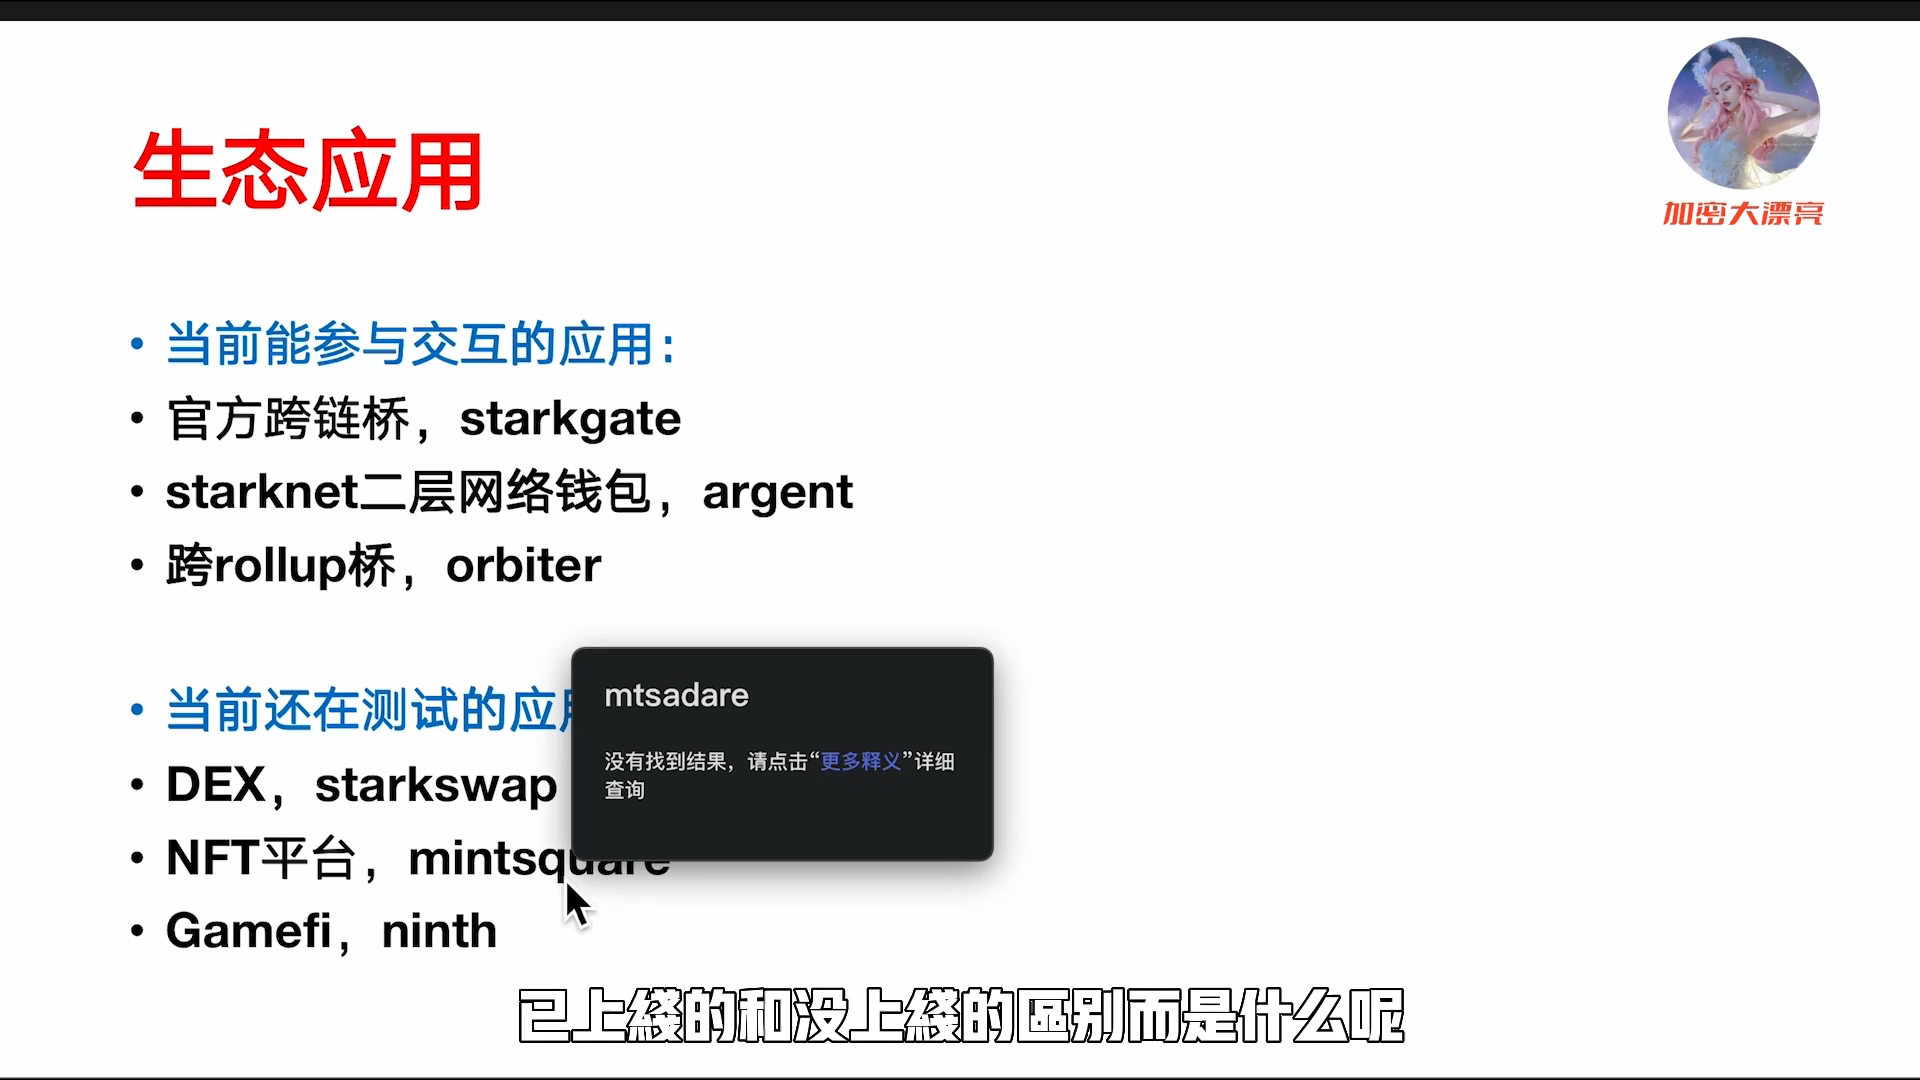 生态应用
加密大漂亮
当前能参与交互的应用：
官方跨链桥，starkgate
starknet二层网络钱包，argent
跨rollup桥，orbiter
当前还在测试的应用
DEX，starkswap
NFT平台，mintsquare
Gamefi，ninth
mtsadare
没有找到结果，请点击“更多释义”详细
查询
已上綫的和没上綫的區别而是什么呢